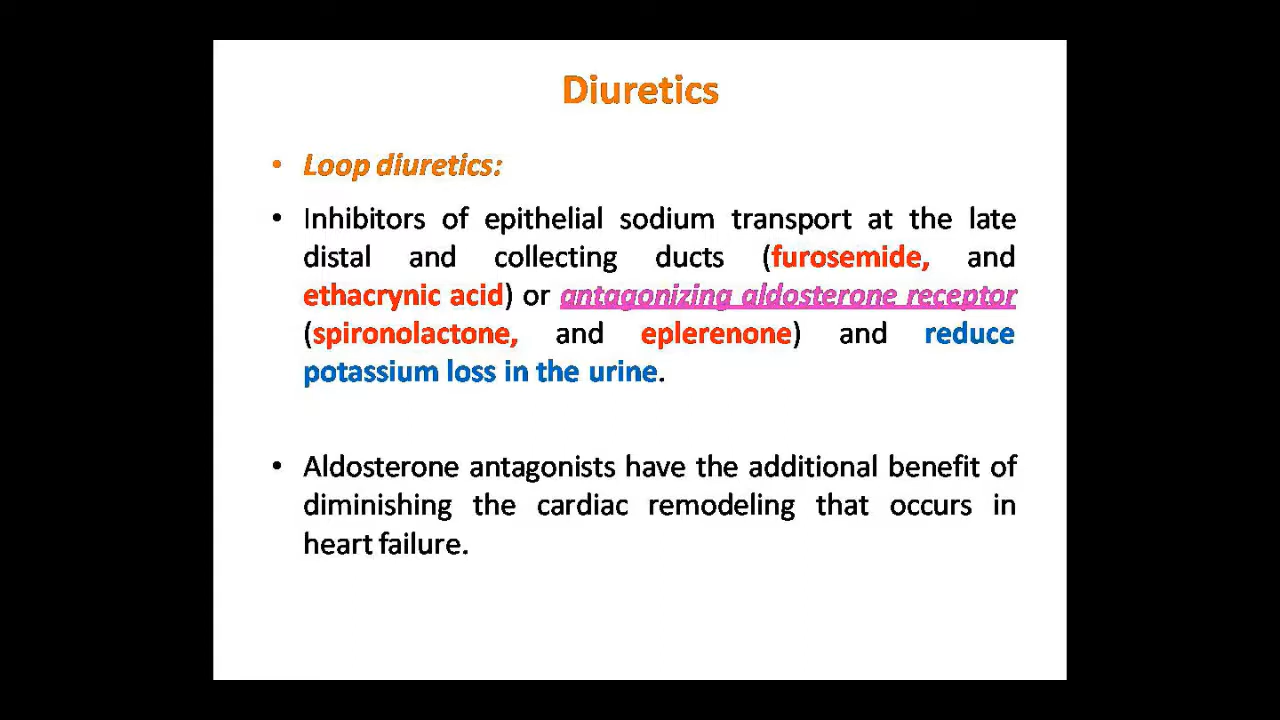 Diuretics
• Loop diuretics:
• Inhibitors of epithelial sodium transport at the late
distal and collecting ducts (furosemide, and
ethacrynic acid) or antagonizing aldosterone receptor
(spironolactone, and eplerenone) and reduce
potassium loss in the urine.
• Aldosterone antagonists have the additional benefit of
diminishing the cardiac remodeling that occurs in
heart failure.